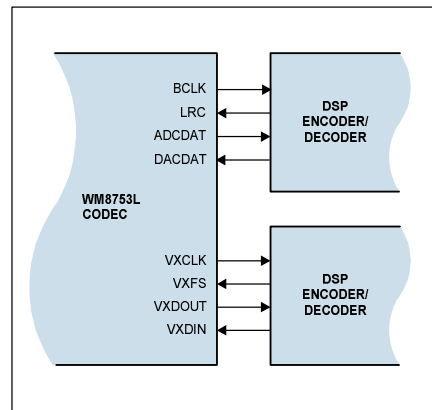 BCLK
LRC
ADCDAT
DACDAT
DSP
ENCODER/
DECODER
WM8753L
CODEC
VXCLK
VXFS
VXDOUT
VXDIN
DSP
ENCODER/
DECODER